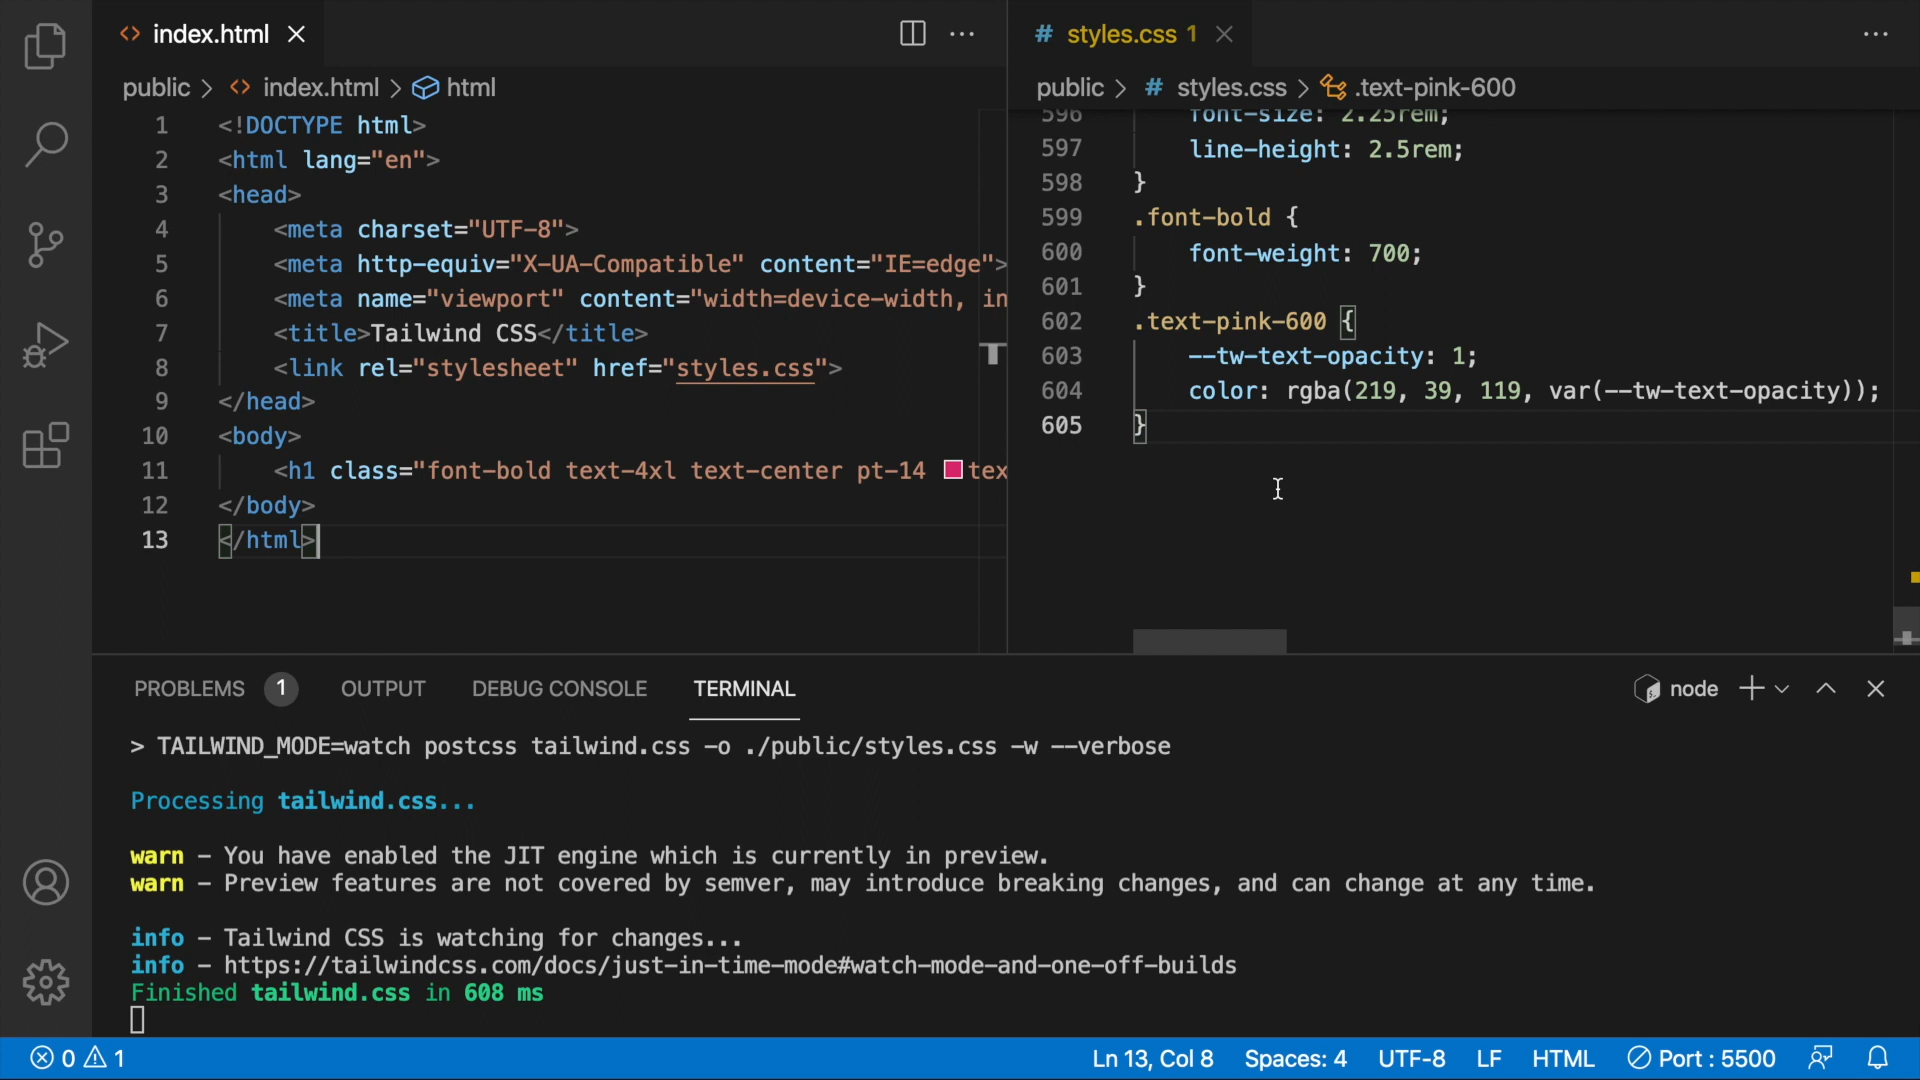 index.html
public > index.html > html
1 <!DOCTYPE html>
2 <html lang="en">
3 <head>
4 <meta charset="UTF-8">
5 <meta http-equiv="X-UA-Compatible" content="IE=edge">
6 <meta name="viewport" content="width=device-width, in
7 <title>Tailwind CSS</title>
8 <link rel="stylesheet" href="styles.css">
9 </head>
10 <body>
11 <h1 class="font-bold text-4xl text-center pt-14 tex
12 </body>
13 </html>
# styles.css 1
public > # styles.css > .text-pink-600
596 font-size: 2.25rem;
597 line-height: 2.5rem;
598 }
599 .font-bold {
600 font-weight: 700;
601 }
602 .text-pink-600 {
603 --tw-text-opacity: 1;
604 color: rgba(219, 39, 119, var(--tw-text-opacity));
605 }
PROBLEMS 1 OUTPUT DEBUG CONSOLE TERMINAL node
> TAILWIND_MODE=watch postcss tailwind.css -o ./public/styles.css -w --verbose
Processing tailwind.css...
warn - You have enabled the JIT engine which is currently in preview.
warn - Preview features are not covered by semver, may introduce breaking changes, and can change at any time.
info - Tailwind CSS is watching for changes...
info - https://tailwindcss.com/docs/just-in-time-mode#watch-mode-and-one-off-builds
Finished tailwind.css in 608 ms
0 1 Ln 13, Col 8 Spaces: 4 UTF-8 LF HTML Port : 5500